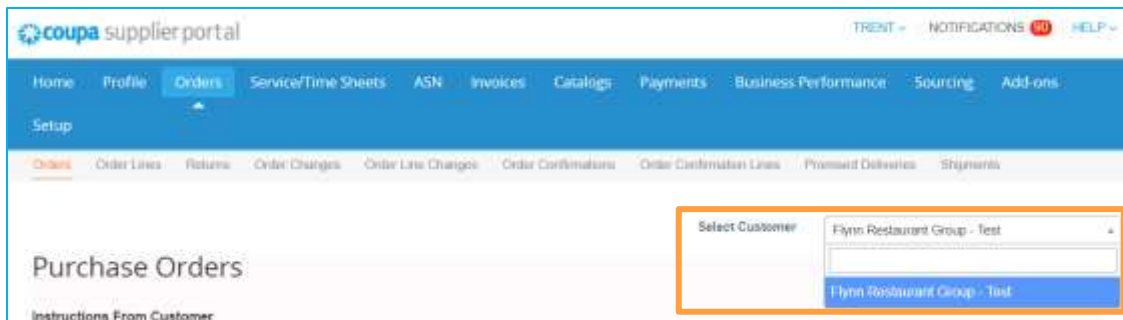 coupa supplier portal
TRENT NOTIFICATIONS 90 HELP
Home Profile Orders Service/Time Sheets ASN Invoices Catalogs Payments Business Performance Sourcing Add-ons
Setup
Orders Order Lines Returns Order Changes Order Line Changes Order Confirmations Order Confirmation Lines Promised Deliveries Shipments
Select Customer Flynn Restaurant Group - Test
Flynn Restaurant Group - Test
Purchase Orders
Instructions From Customer